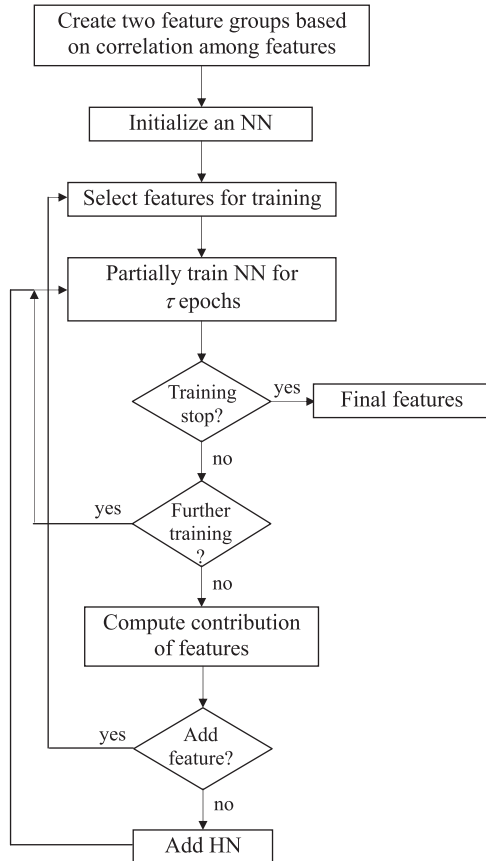 Create two feature groups based
on correlation among features
Initialize an NN
Select features for training
Partially train NN for
τ epochs
Training
stop?
yes
Final features
no
Further
training
?
yes
no
Compute contribution
of features
Add
feature?
yes
no
Add HN